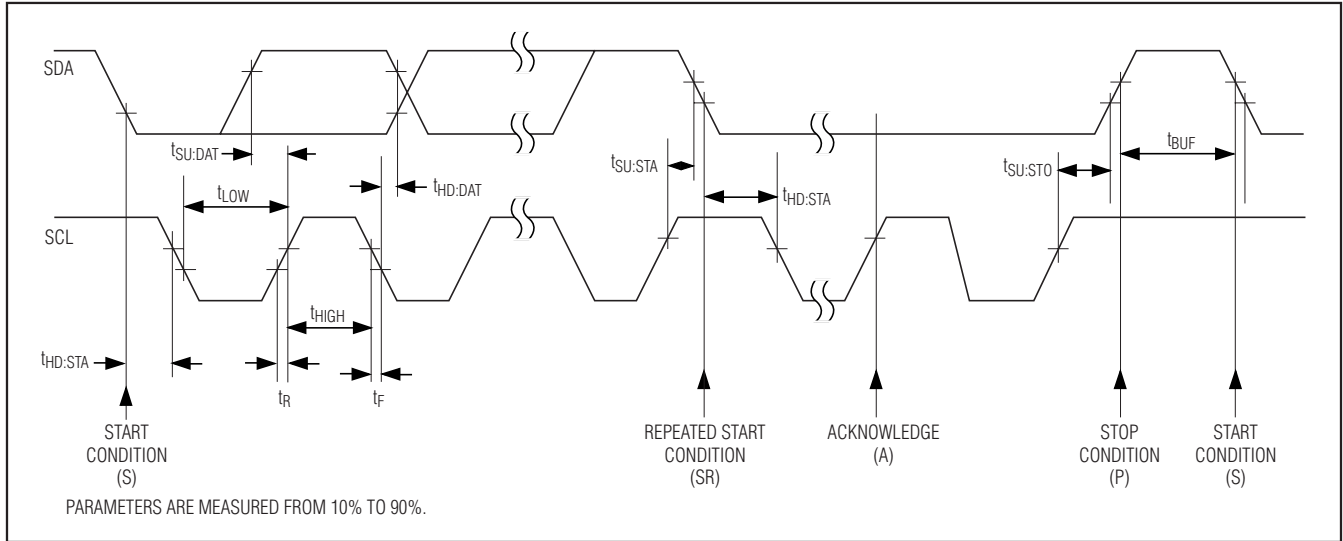 SDA
tSU:DAT
tLOW
tHD:DAT
tSU:STA
tHD:STA
tSU:STO
tBUF
SCL
tHIGH
tHD:STA
tR
tF
START
CONDITION
(S)
REPEATED START
CONDITION
(SR)
ACKNOWLEDGE
(A)
STOP
CONDITION
(P)
START
CONDITION
(S)
PARAMETERS ARE MEASURED FROM 10% TO 90%.